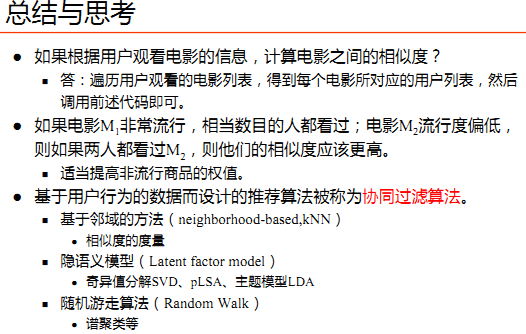 总结与思考
● 如果根据用户观看电影的信息，计算电影之间的相似度？
■ 答：遍历用户观看的电影列表，得到每个电影所对应的用户列表，然后
调用前述代码即可。
● 如果电影M1非常流行，相当数目的人都看过；电影M2流行度偏低，
则如果两人都看过M2，则他们的相似度应该更高。
■ 适当提高非流行商品的权值。
● 基于用户行为的数据而设计的推荐算法被称为协同过滤算法。
■ 基于邻域的方法（neighborhood-based,kNN）
• 相似度的度量
■ 隐语义模型（Latent factor model）
• 奇异值分解SVD、pLSA、主题模型LDA
■ 随机游走算法（Random Walk）
• 谱聚类等